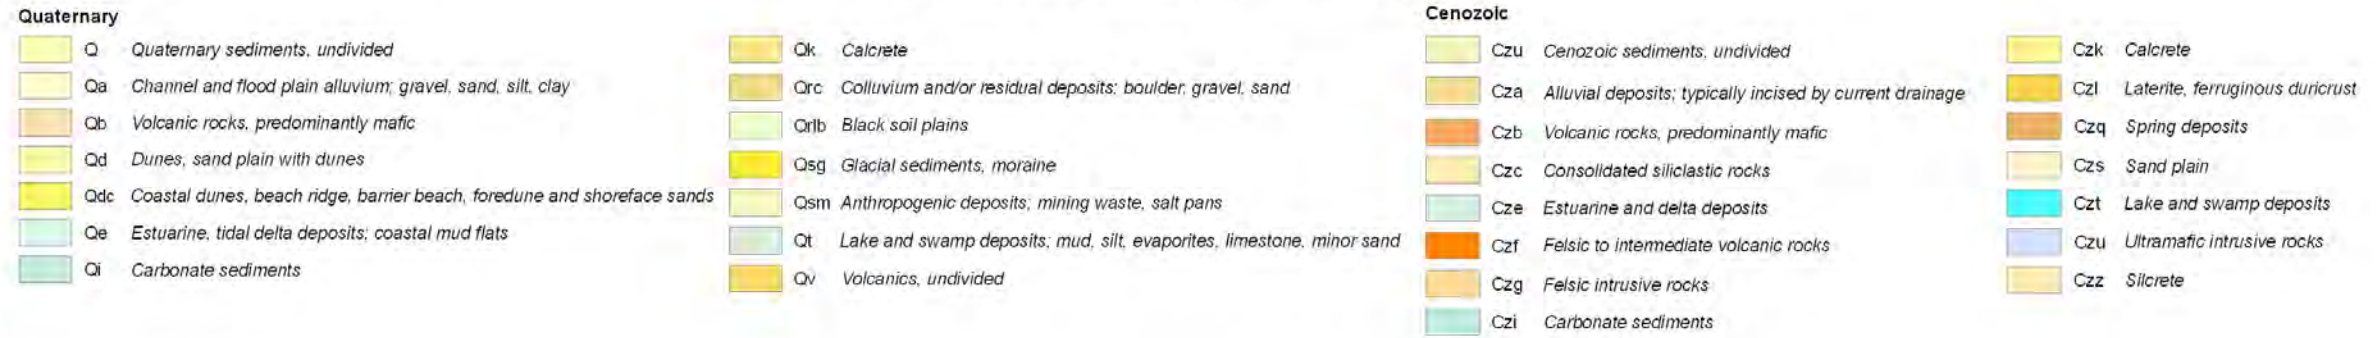 Quaternary
Q Quaternary sediments, undivided
Qa Channel and flood plain alluvium; gravel, sand, silt, clay
Qb Volcanic rocks, predominantly mafic
Qd Dunes, sand plain with dunes
Qdc Coastal dunes, beach ridge, barrier beach, foredune and shoreface sands
Qe Estuarine, tidal delta deposits; coastal mud flats
Qi Carbonate sediments
Qk Calcrete
Qrc Colluvium and/or residual deposits; boulder, gravel, sand
Qrlb Black soil plains
Qsg Glacial sediments, moraine
Qsm Anthropogenic deposits; mining waste, salt pans
Qt Lake and swamp deposits; mud, silt, evaporites, limestone, minor sand
Qv Volcanics, undivided
Cenozoic
Czu Cenozoic sediments, undivided
Cza Alluvial deposits; typically incised by current drainage
Czb Volcanic rocks, predominantly mafic
Czc Consolidated siliclastic rocks
Cze Estuarine and delta deposits
Czf Felsic to intermediate volcanic rocks
Czg Felsic intrusive rocks
Czi Carbonate sediments
Czk Calcrete
Czl Laterite, ferruginous duricrust
Czq Spring deposits
Czs Sand plain
Czt Lake and swamp deposits
Czu Ultramafic intrusive rocks
Czz Silcrete